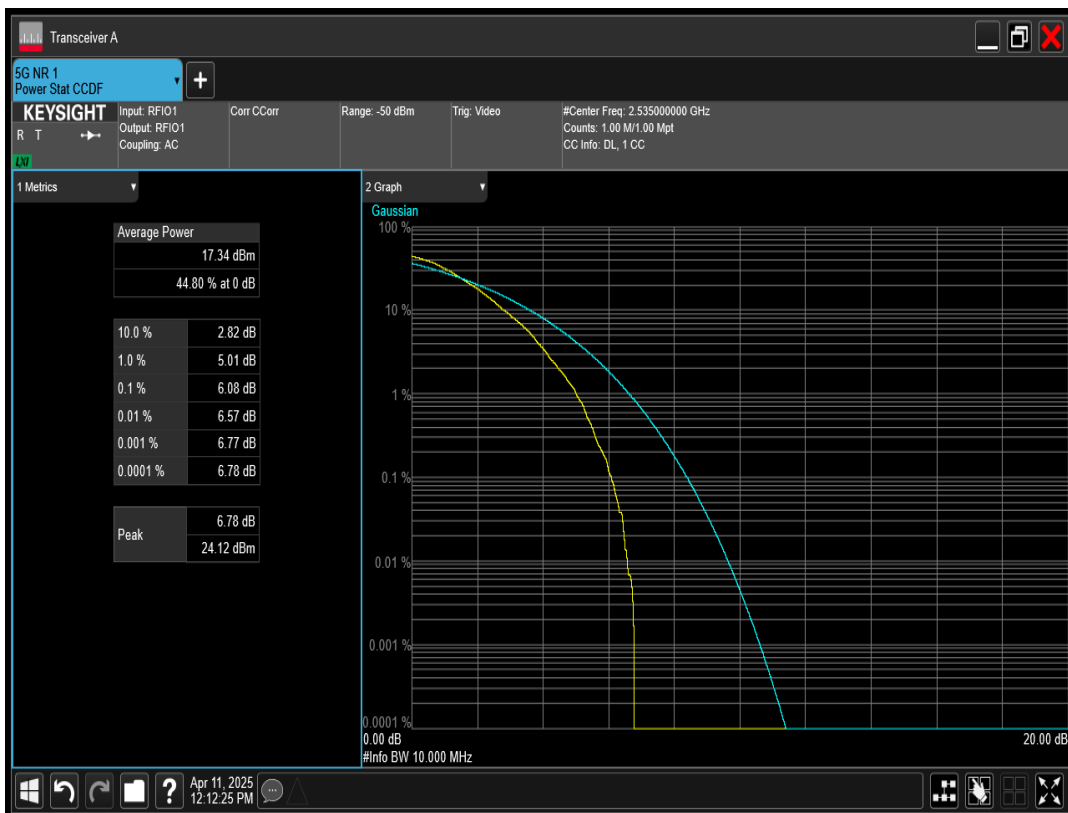 Transceiver A
5G NR 1
Power Stat CCDF
+
KEYSIGHT
R T
LXI
Input: RFIO1
Output: RFIO1
Coupling: AC
Corr CCorr
Range: -50 dBm
Trig: Video
#Center Freq: 2.535000000 GHz
Counts: 1.00 M/1.00 Mpt
CC Info: DL, 1 CC
1 Metrics
Average Power
17.34 dBm
44.80 % at 0 dB
10.0 % 2.82 dB
1.0 % 5.01 dB
0.1 % 6.08 dB
0.01 % 6.57 dB
0.001 % 6.77 dB
0.0001 % 6.78 dB
Peak
6.78 dB
24.12 dBm
2 Graph
Gaussian
100 %
10 %
1 %
0.1 %
0.01 %
0.001 %
0.0001 %
0.00 dB 20.00 dB
#Info BW 10.000 MHz
?
Apr 11, 2025
12:12:25 PM